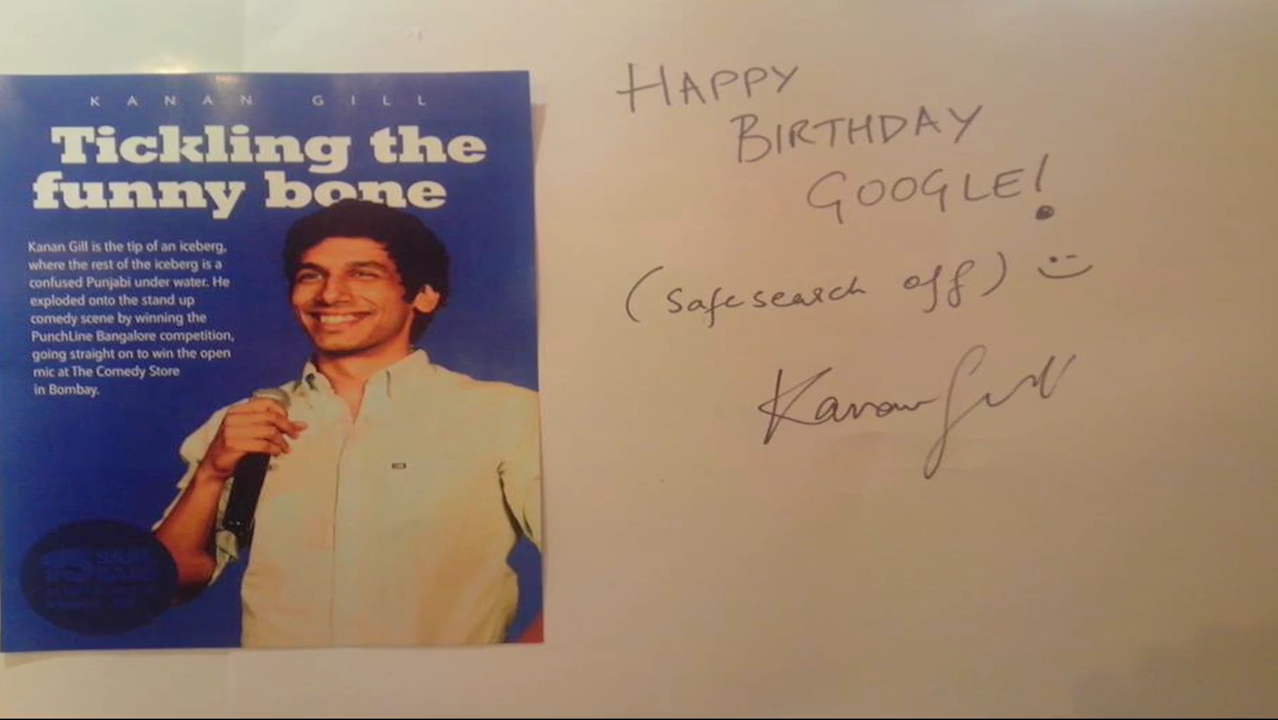 KANAN GILL
Tickling the
funny bone
Kanan Gill is the tip of an iceberg,
where the rest of the iceberg is a
confused Punjabi under water. He
exploded onto the stand up
comedy scene by winning the
PunchLine Bangalore competition,
going straight on to win the open
mic at The Comedy Store
in Bombay.
HAPPY
BIRTHDAY
GOOGLE!
(safesearch off) :)
Kanan Gill